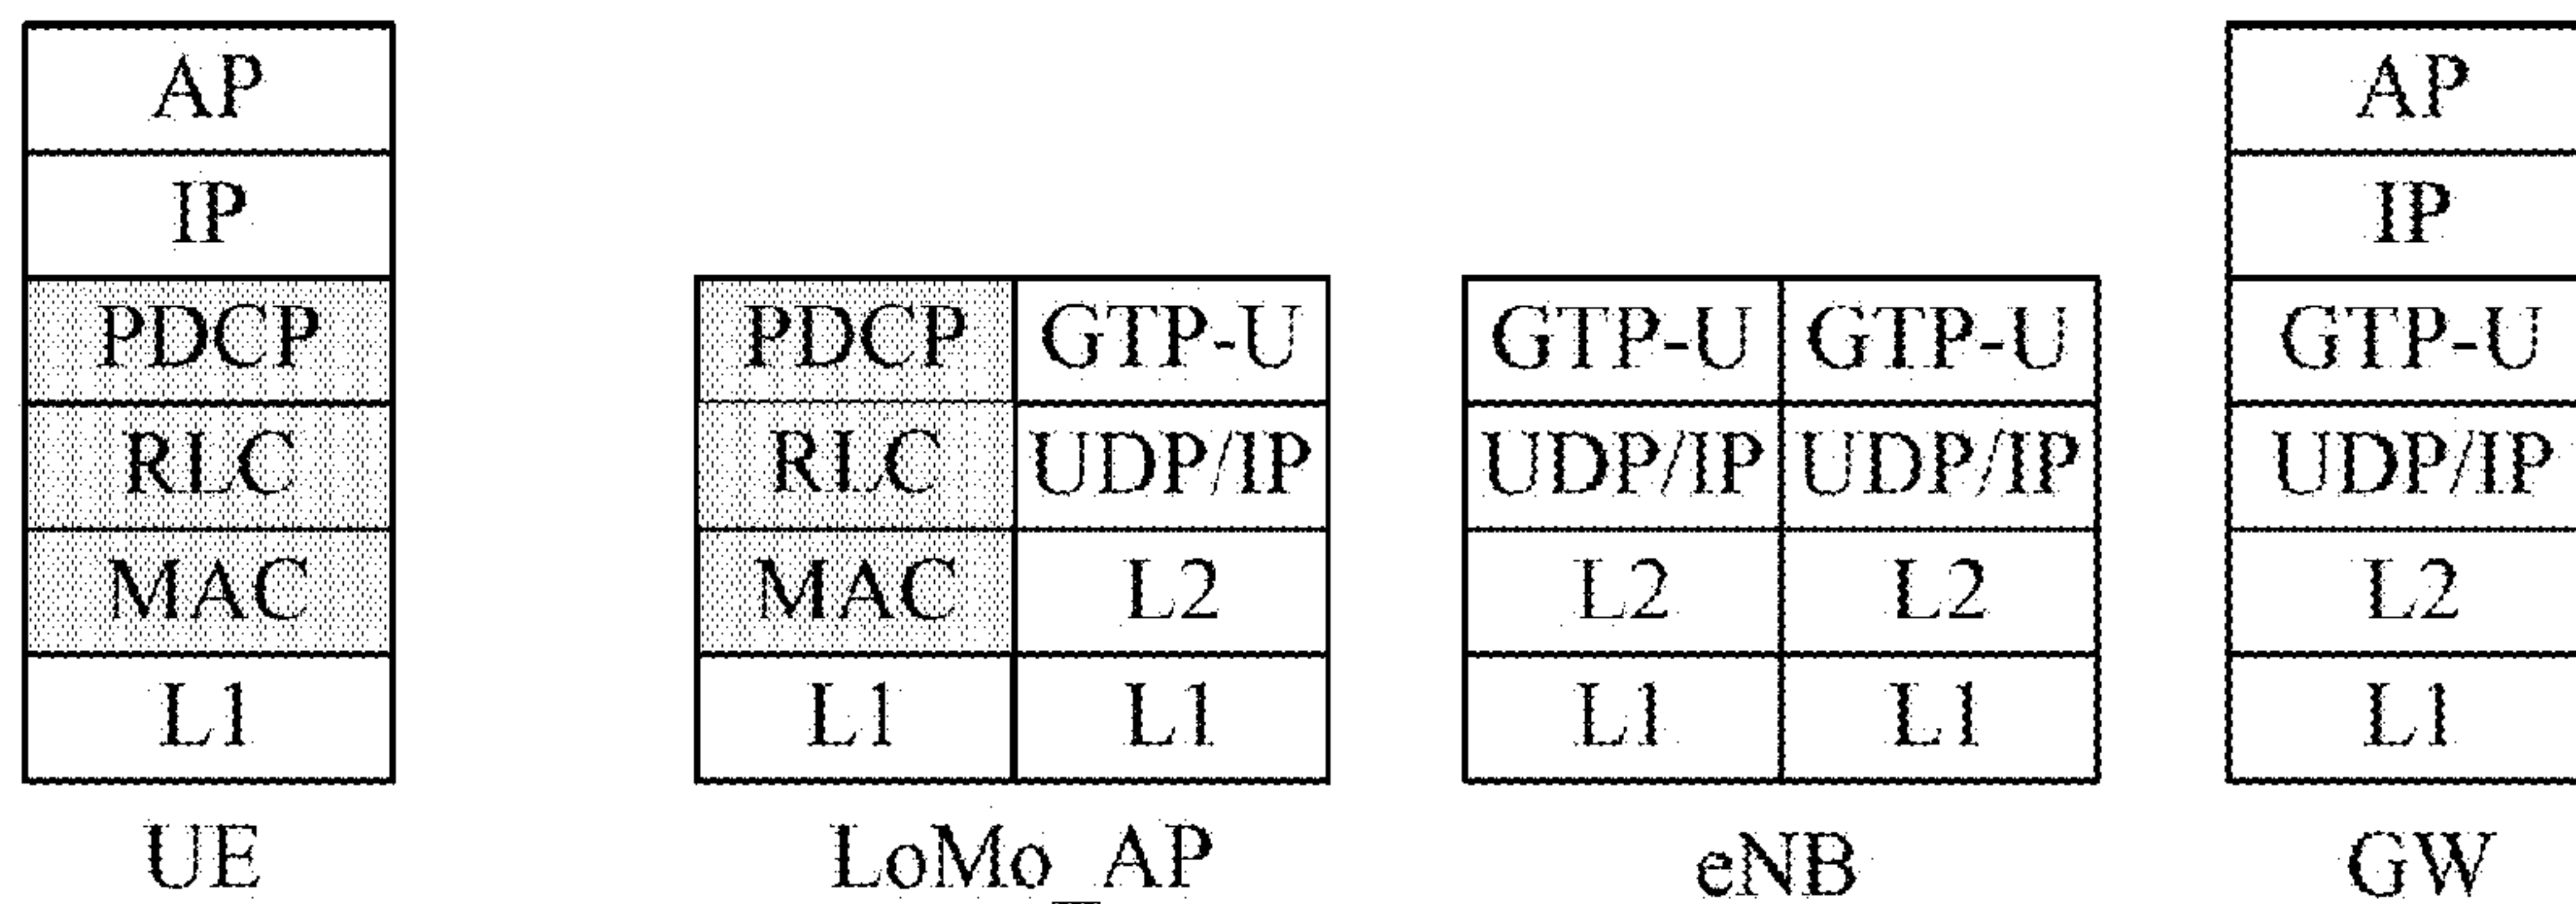 AP AP
IP IP
PDCP PDCP GTP-U GTP-U GTP-U GTP-U
RLC RLC UDP/IP UDP/IP UDP/IP UDP/IP
MAC MAC L2 L2 L2 L2
L1 L1 L1 L1 L1 L1
UE LoMo_AP eNB GW